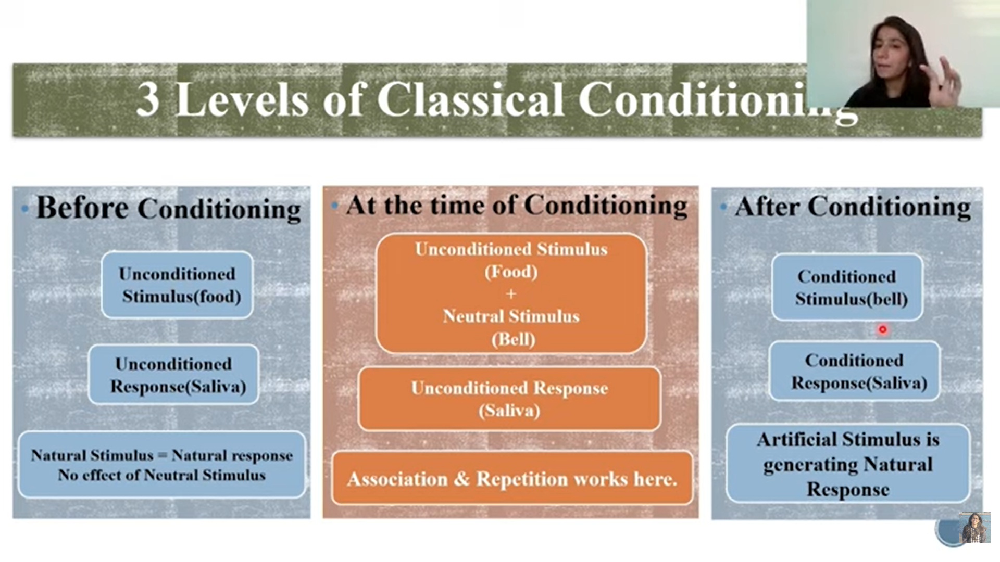 3 Levels of Classical Conditioning
• Before Conditioning
Unconditioned
Stimulus(food)
Unconditioned
Response(Saliva)
Natural Stimulus = Natural response
No effect of Neutral Stimulus
• At the time of Conditioning
Unconditioned Stimulus
(Food)
+
Neutral Stimulus
(Bell)
Unconditioned Response
(Saliva)
Association & Repetition works here.
• After Conditioning
Conditioned
Stimulus(bell)
Conditioned
Response(Saliva)
Artificial Stimulus is
generating Natural
Response